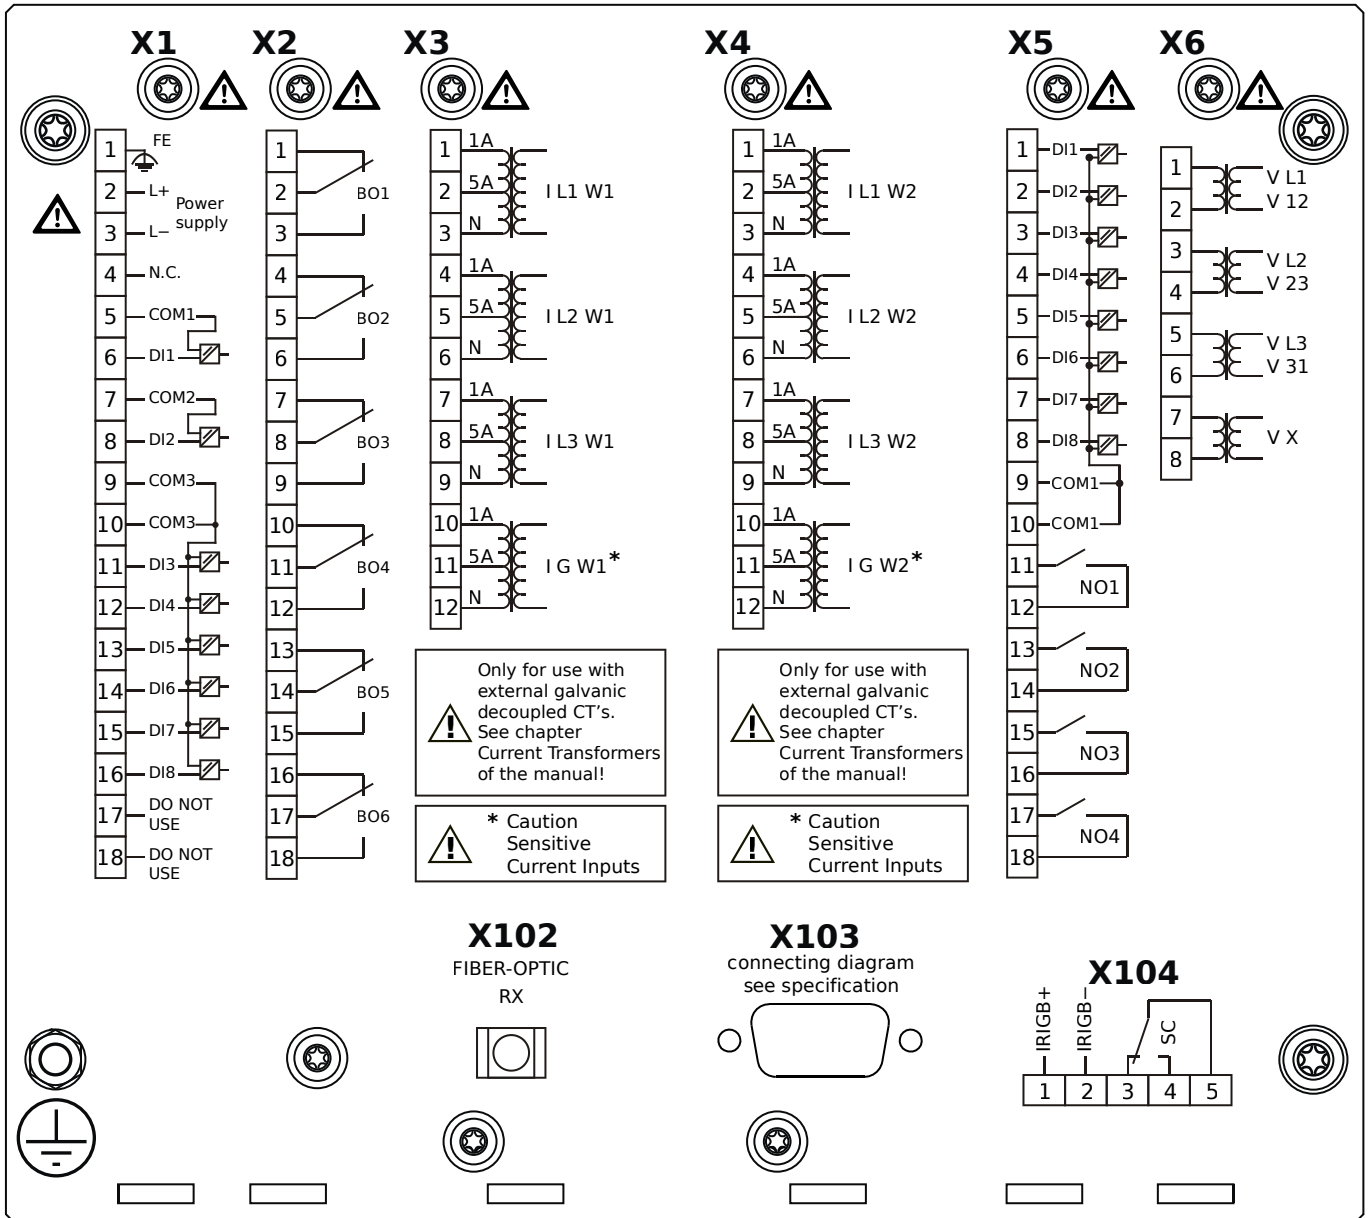 X1
X2
X3
X4
X5
X6
1
FE
2
L+
Power
supply
3
L−
4
N.C.
5
COM1
6
DI1
7
COM2
8
DI2
9
COM3
10
COM3
11
DI3
12
DI4
13
DI5
14
DI6
15
DI7
16
DI8
17
DO NOT
USE
18
DO NOT
USE
1
2
BO1
3
4
5
BO2
6
7
8
BO3
9
10
11
BO4
12
13
14
BO5
15
16
17
BO6
18
1
1A
2
5A
I L1 W1
3
N
4
1A
5
5A
I L2 W1
6
N
7
1A
8
5A
I L3 W1
9
N
10
1A
11
5A
I G W1*
12
N
Only for use with
external galvanic
decoupled CT's.
See chapter
Current Transformers
of the manual!
* Caution
Sensitive
Current Inputs
1
1A
2
5A
I L1 W2
3
N
4
1A
5
5A
I L2 W2
6
N
7
1A
8
5A
I L3 W2
9
N
10
1A
11
5A
I G W2*
12
N
Only for use with
external galvanic
decoupled CT's.
See chapter
Current Transformers
of the manual!
* Caution
Sensitive
Current Inputs
1
DI1
2
DI2
3
DI3
4
DI4
5
DI5
6
DI6
7
DI7
8
DI8
9
COM1
10
COM1
11
NO1
12
13
NO2
14
15
NO3
16
17
NO4
18
1
V L1
V 12
2
3
V L2
V 23
4
5
V L3
V 31
6
7
V X
8
X102
FIBER-OPTIC
RX
X103
connecting diagram
see specification
X104
IRIGB+
IRIGB−
SC
1 2 3 4 5